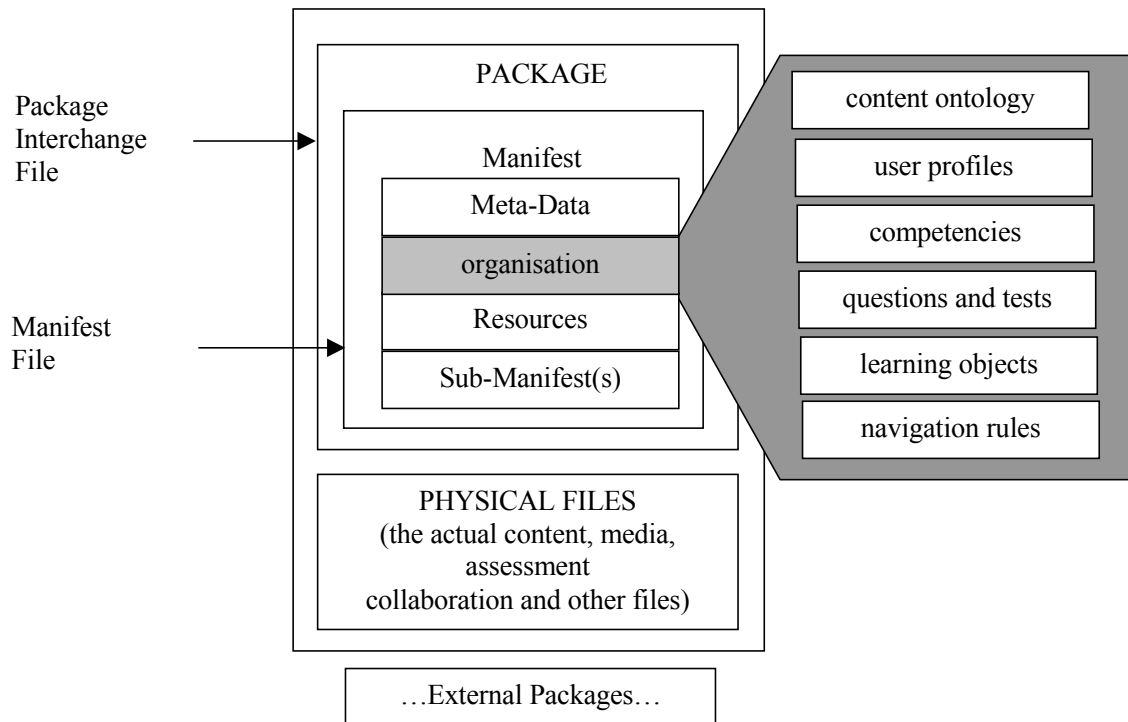 Package
Interchange
File
Manifest
File
PACKAGE
Manifest
Meta-Data
organisation
Resources
Sub-Manifest(s)
PHYSICAL FILES
(the actual content, media,
assessment
collaboration and other files)
…External Packages…
content ontology
user profiles
competencies
questions and tests
learning objects
navigation rules